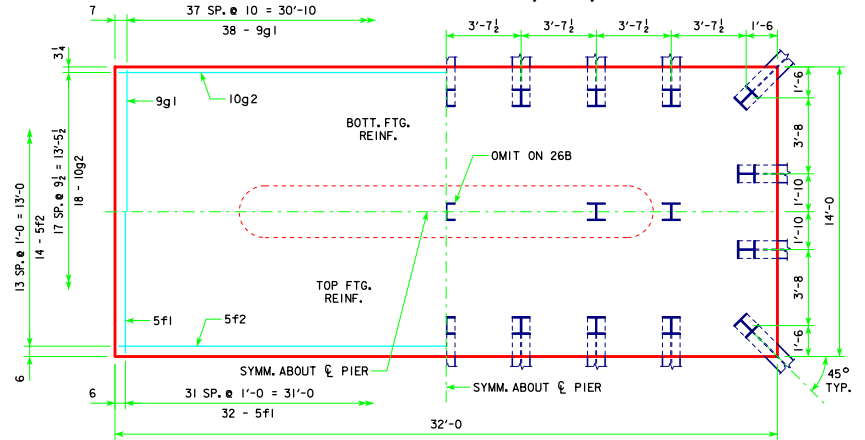 7
37 SP. @ 10 = 30'-10
38 - 9g1
3'-7½
3'-7½
3'-7½
3'-7½
1'-6
3¼
9g1
10g2
BOTT. FTG.
REINF.
OMIT ON 26B
1'-6
3'-8
1'-10
1'-10
3'-8
1'-6
14'-0
13 SP. @ 1'-0 = 13'-0
14 - 5f2
17 SP. @ 9½ = 13'-5½
18 - 10g2
TOP FTG.
REINF.
5f1
5f2
6
SYMM. ABOUT ℄ PIER
SYMM. ABOUT ℄ PIER
45°
TYP.
6
31 SP. @ 1'-0 = 31'-0
32 - 5f1
32'-0